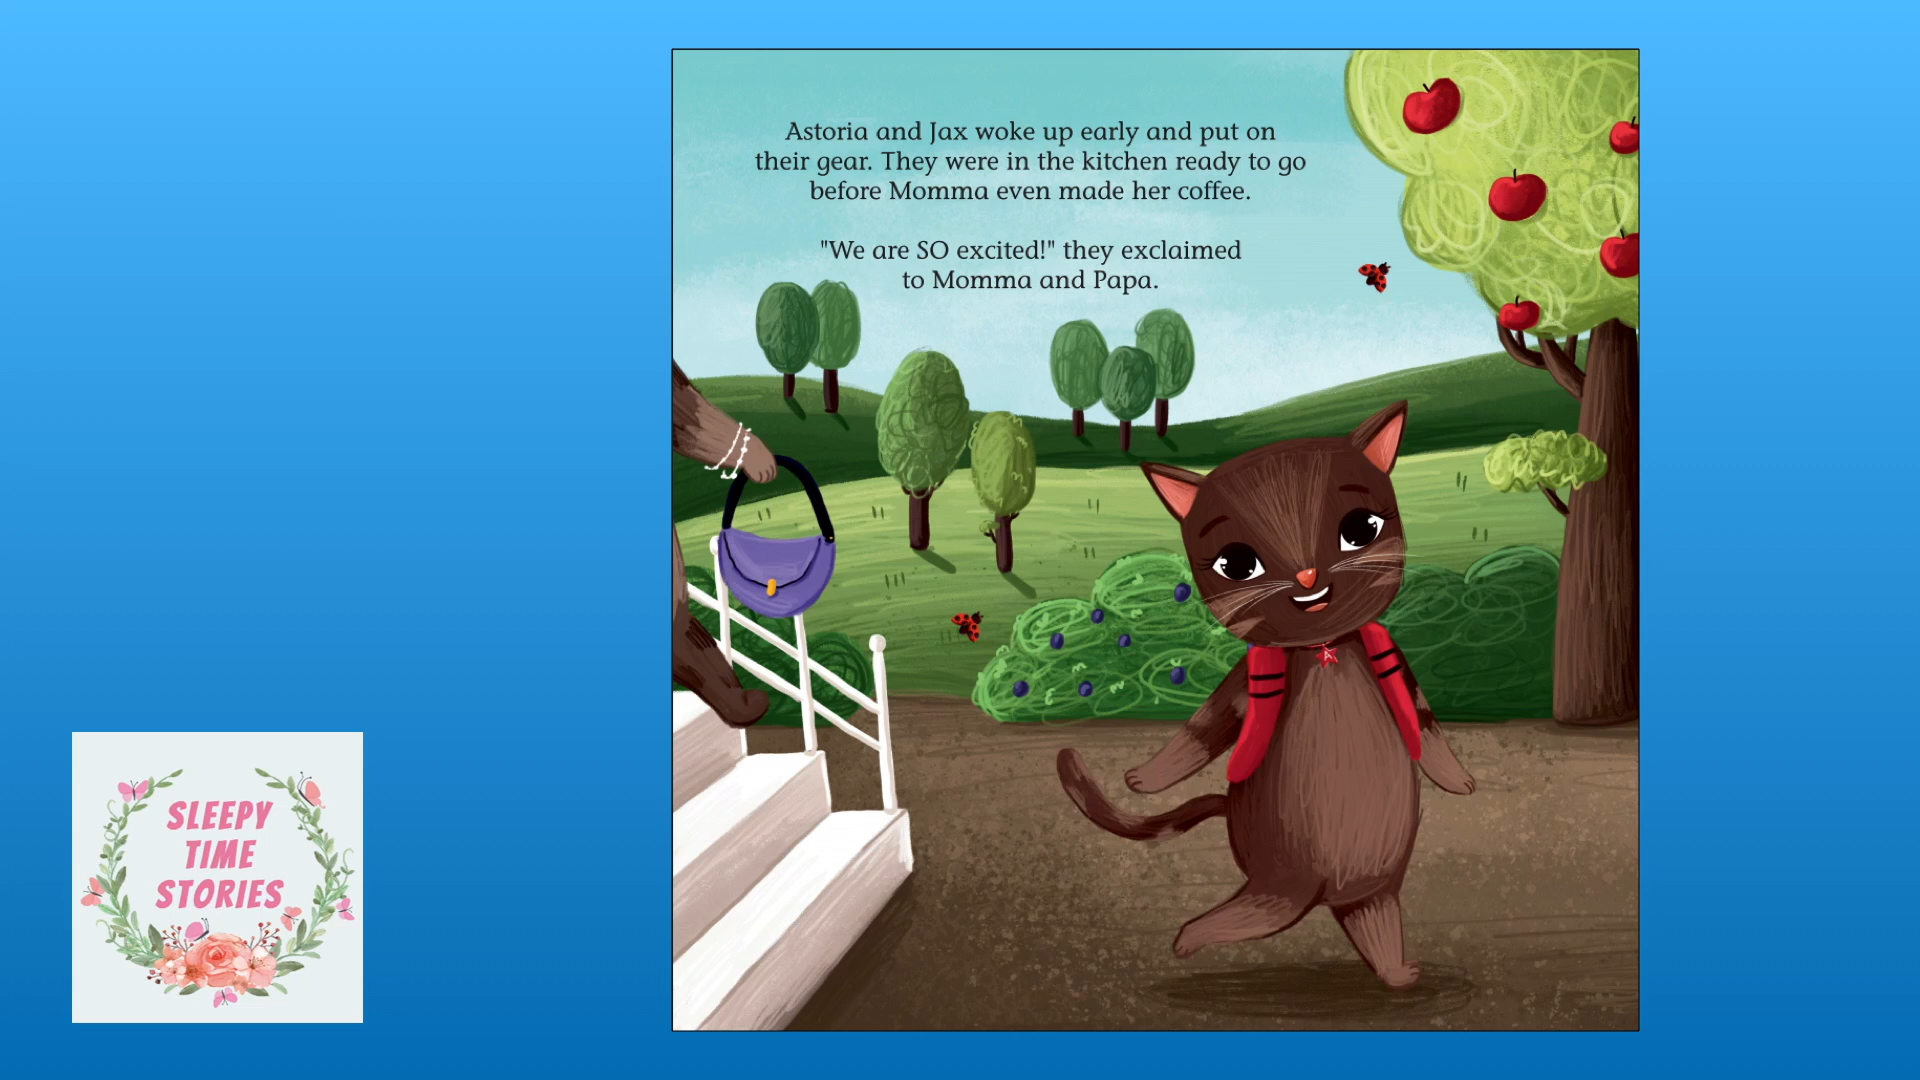 Astoria and Jax woke up early and put on
their gear. They were in the kitchen ready to go
before Momma even made her coffee.
"We are SO excited!" they exclaimed
to Momma and Papa.
A
SLEEPY
TIME
STORIES